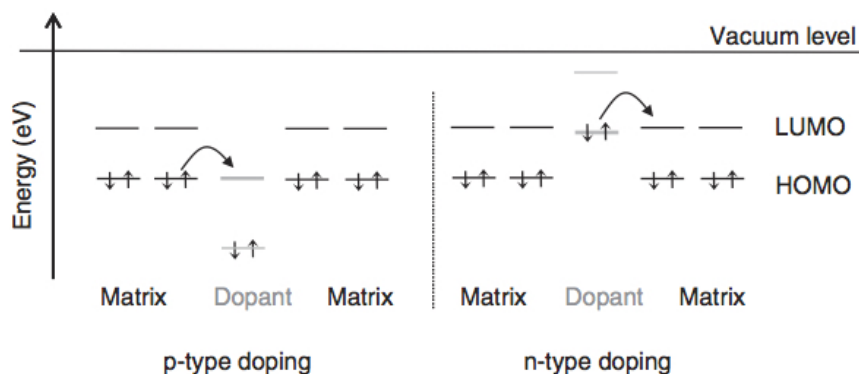 Vacuum level
Energy (eV)
LUMO
HOMO
Matrix Dopant Matrix Matrix Dopant Matrix
p-type doping n-type doping